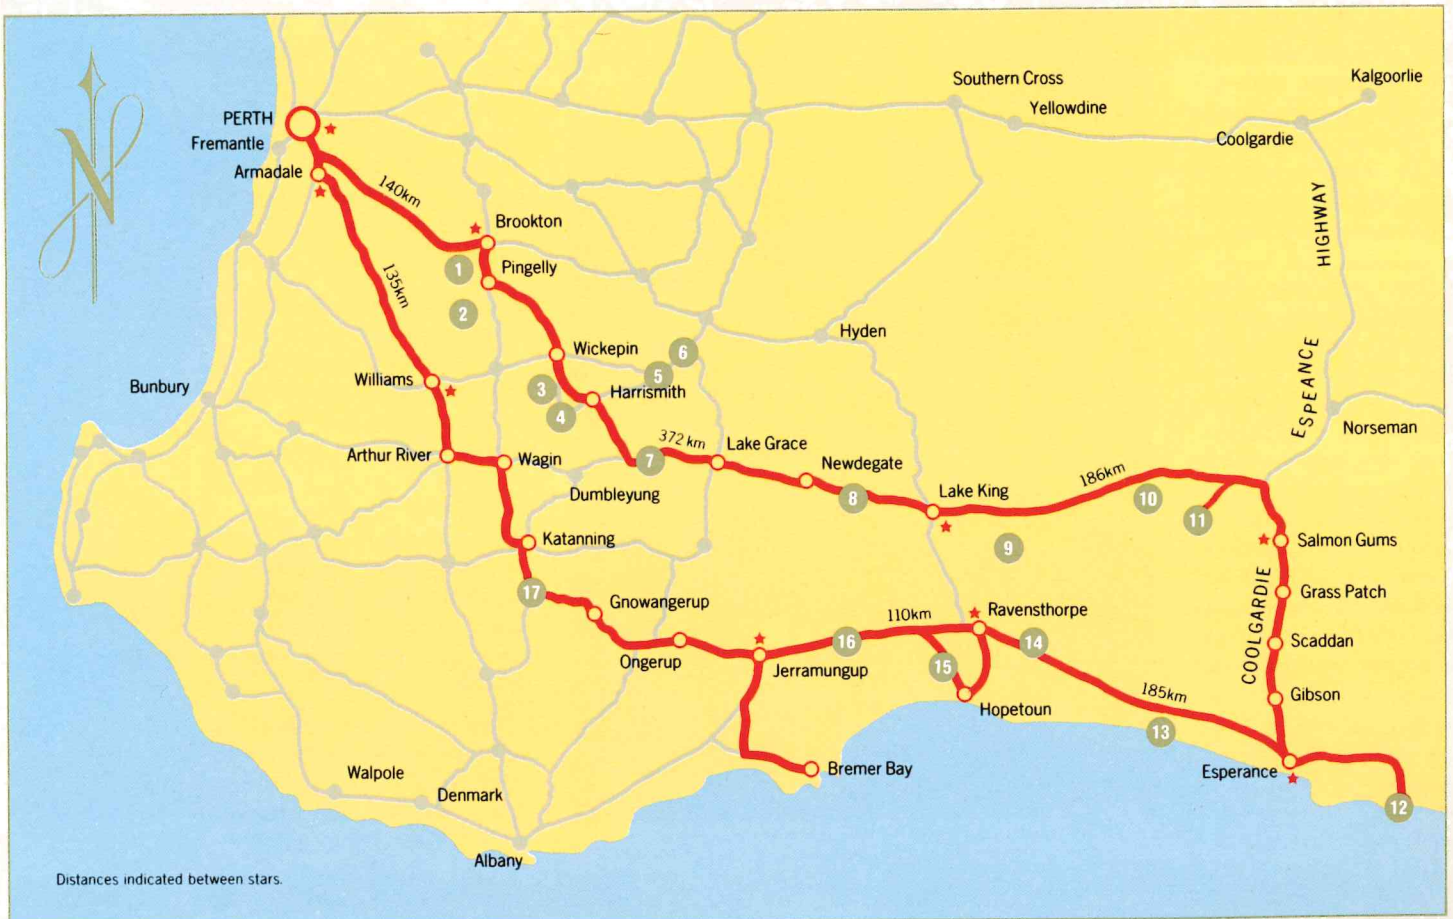 N
Southern Cross
Kalgoorlie
Yellowdine
PERTH
Fremantle
Coolgardie
Armadale
140km
Brookton
HIGHWAY
1
Pingelly
135km
2
Hyden
Wickepin
6
ESPEANCE
Williams
5
Bunbury
3
Harrismith
4
Norseman
372 km
Lake Grace
Arthur River
Wagin
7
Newdegate
186km
Dumbleyung
8
Lake King
10
11
Katanning
9
Salmon Gums
COOLGARDIE
17
Gnowangerup
Grass Patch
110km
Ravensthorpe
16
14
Scaddan
Ongerup
Jerramungup
15
185km
Gibson
Hopetoun
13
Bremer Bay
Esperance
Walpole
Denmark
12
Albany
Distances indicated between stars.